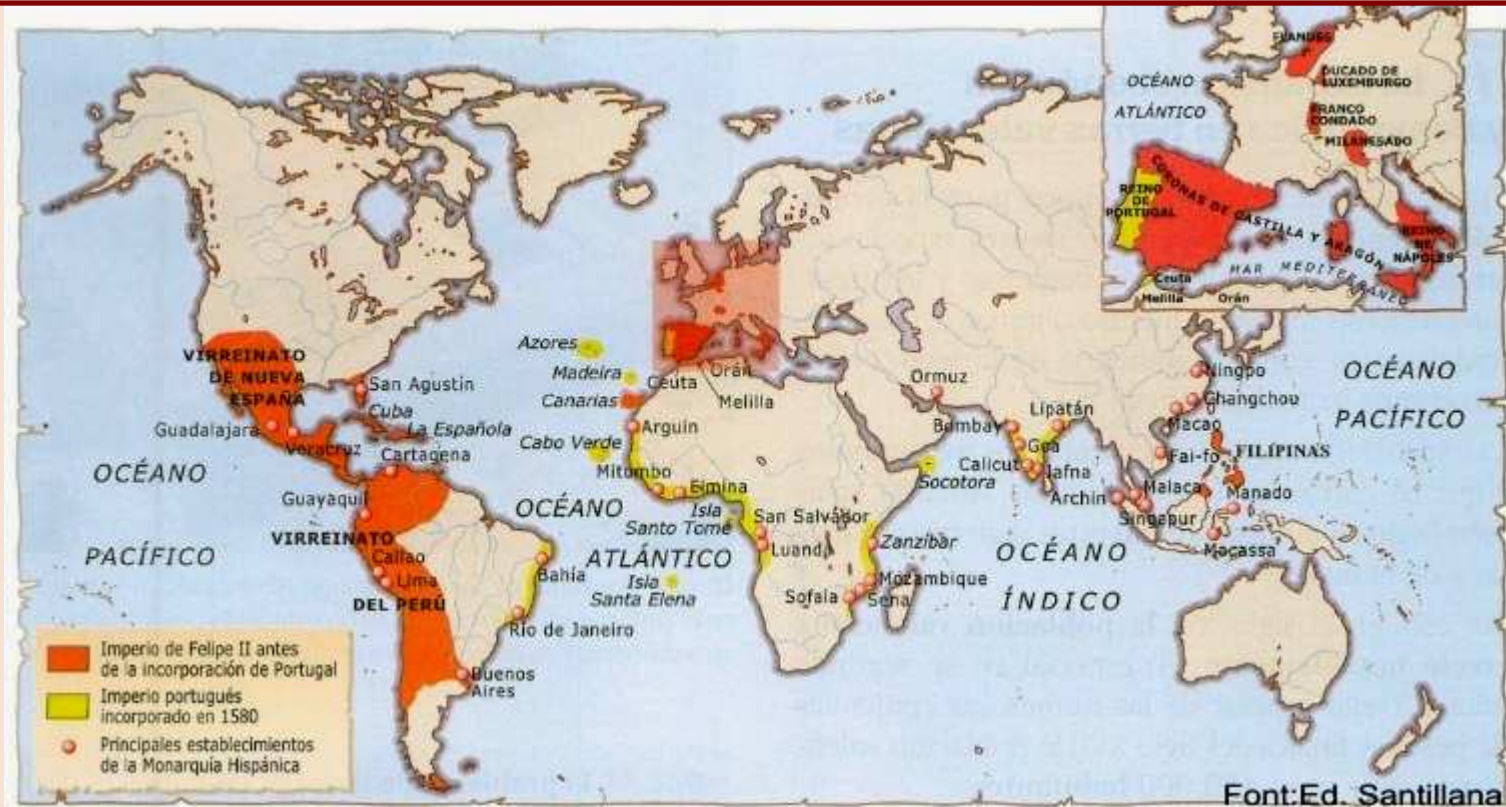 FLANDES
OCÉANO
ATLÁNTICO
DUCADO DE
LUXEMBURGO
FRANCO
CONDADO
MILANESADO
REINO
DE
PORTUGAL
CORONAS DE CASTILLA Y ARAGÓN
REINO
DE
NÁPOLES
MAR MEDITERRÁNEO
Ceuta
Melilla
Orán
VIRREINATO
DE NUEVA
ESPAÑA
San Agustín
Cuba
La Española
Guadalajara
Veracruz
Cartagena
Guayaquil
OCÉANO
PACÍFICO
VIRREINATO
DEL PERÚ
Callao
Lima
Bahía
Río de Janeiro
Buenos
Aires
Azores
Madeira
Canarias
Cabo Verde
Ceuta
Orán
Melilla
Arguin
Mitumbo
Elmina
Isla
Santo Tomé
OCÉANO
ATLÁNTICO
Isla
Santa Elena
San Salvador
Luanda
Zanzíbar
Mozambique
Sena
Sofala
Ormuz
Socotora
Bombay
Lipatán
Goa
Calicut
Jafna
Archin
Malaca
Singapur
Macassa
Manado
FILIPINAS
Fai-fo
Macao
Changchou
Ningpo
OCÉANO
PACÍFICO
OCÉANO
ÍNDICO
Imperio de Felipe II antes
de la incorporación de Portugal
Imperio portugués
incorporado en 1580
Principales establecimientos
de la Monarquía Hispánica
Font:Ed. Santillana